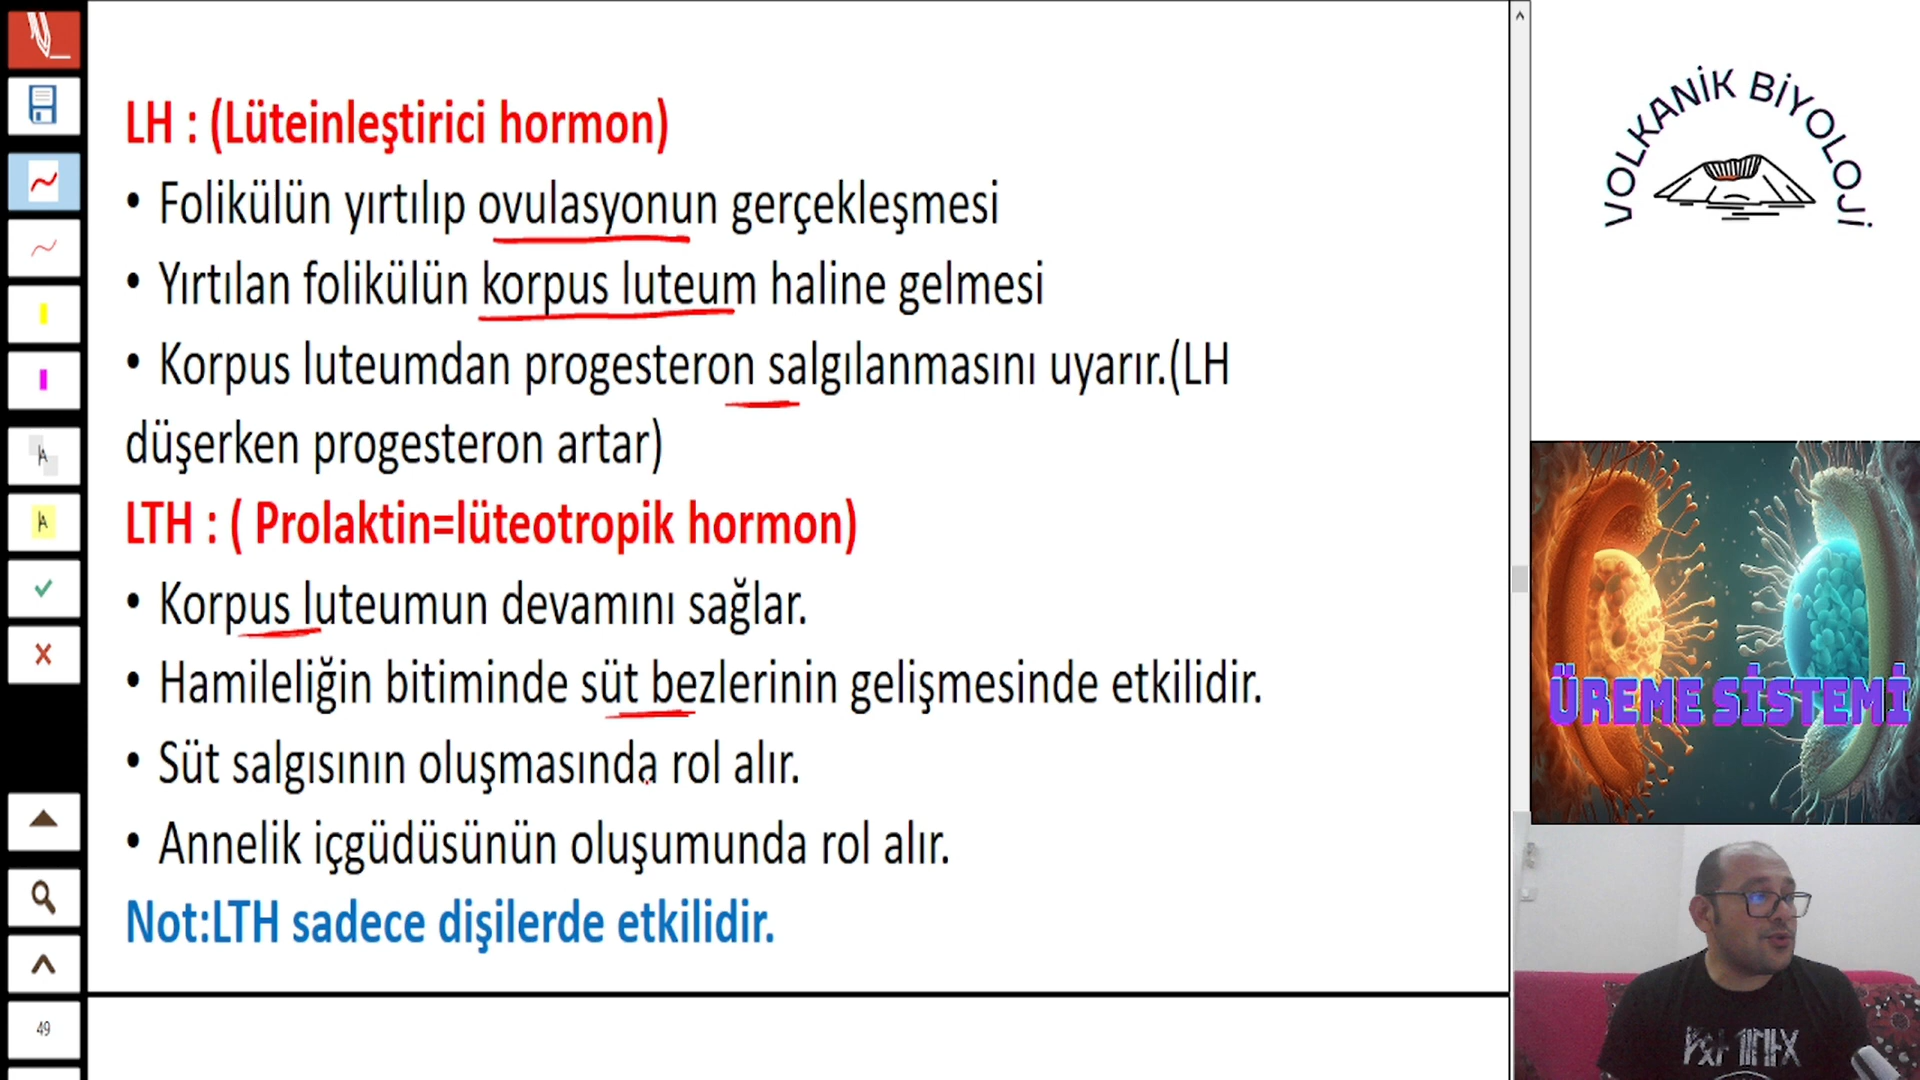 LH : (Lüteinleştirici hormon)
• Folikülün yırtılıp ovulasyonun gerçekleşmesi
• Yırtılan folikülün korpus luteum haline gelmesi
• Korpus luteumdan progesteron salgılanmasını uyarır.(LH
düşerken progesteron artar)
LTH : ( Prolaktin=lüteotropik hormon)
• Korpus luteumun devamını sağlar.
• Hamileliğin bitiminde süt bezlerinin gelişmesinde etkilidir.
• Süt salgısının oluşmasında rol alır.
• Annelik içgüdüsünün oluşumunda rol alır.
Not:LTH sadece dişilerde etkilidir.
49
VOLKANİK BİYOLOJİ
ÜREME SİSTEMİ